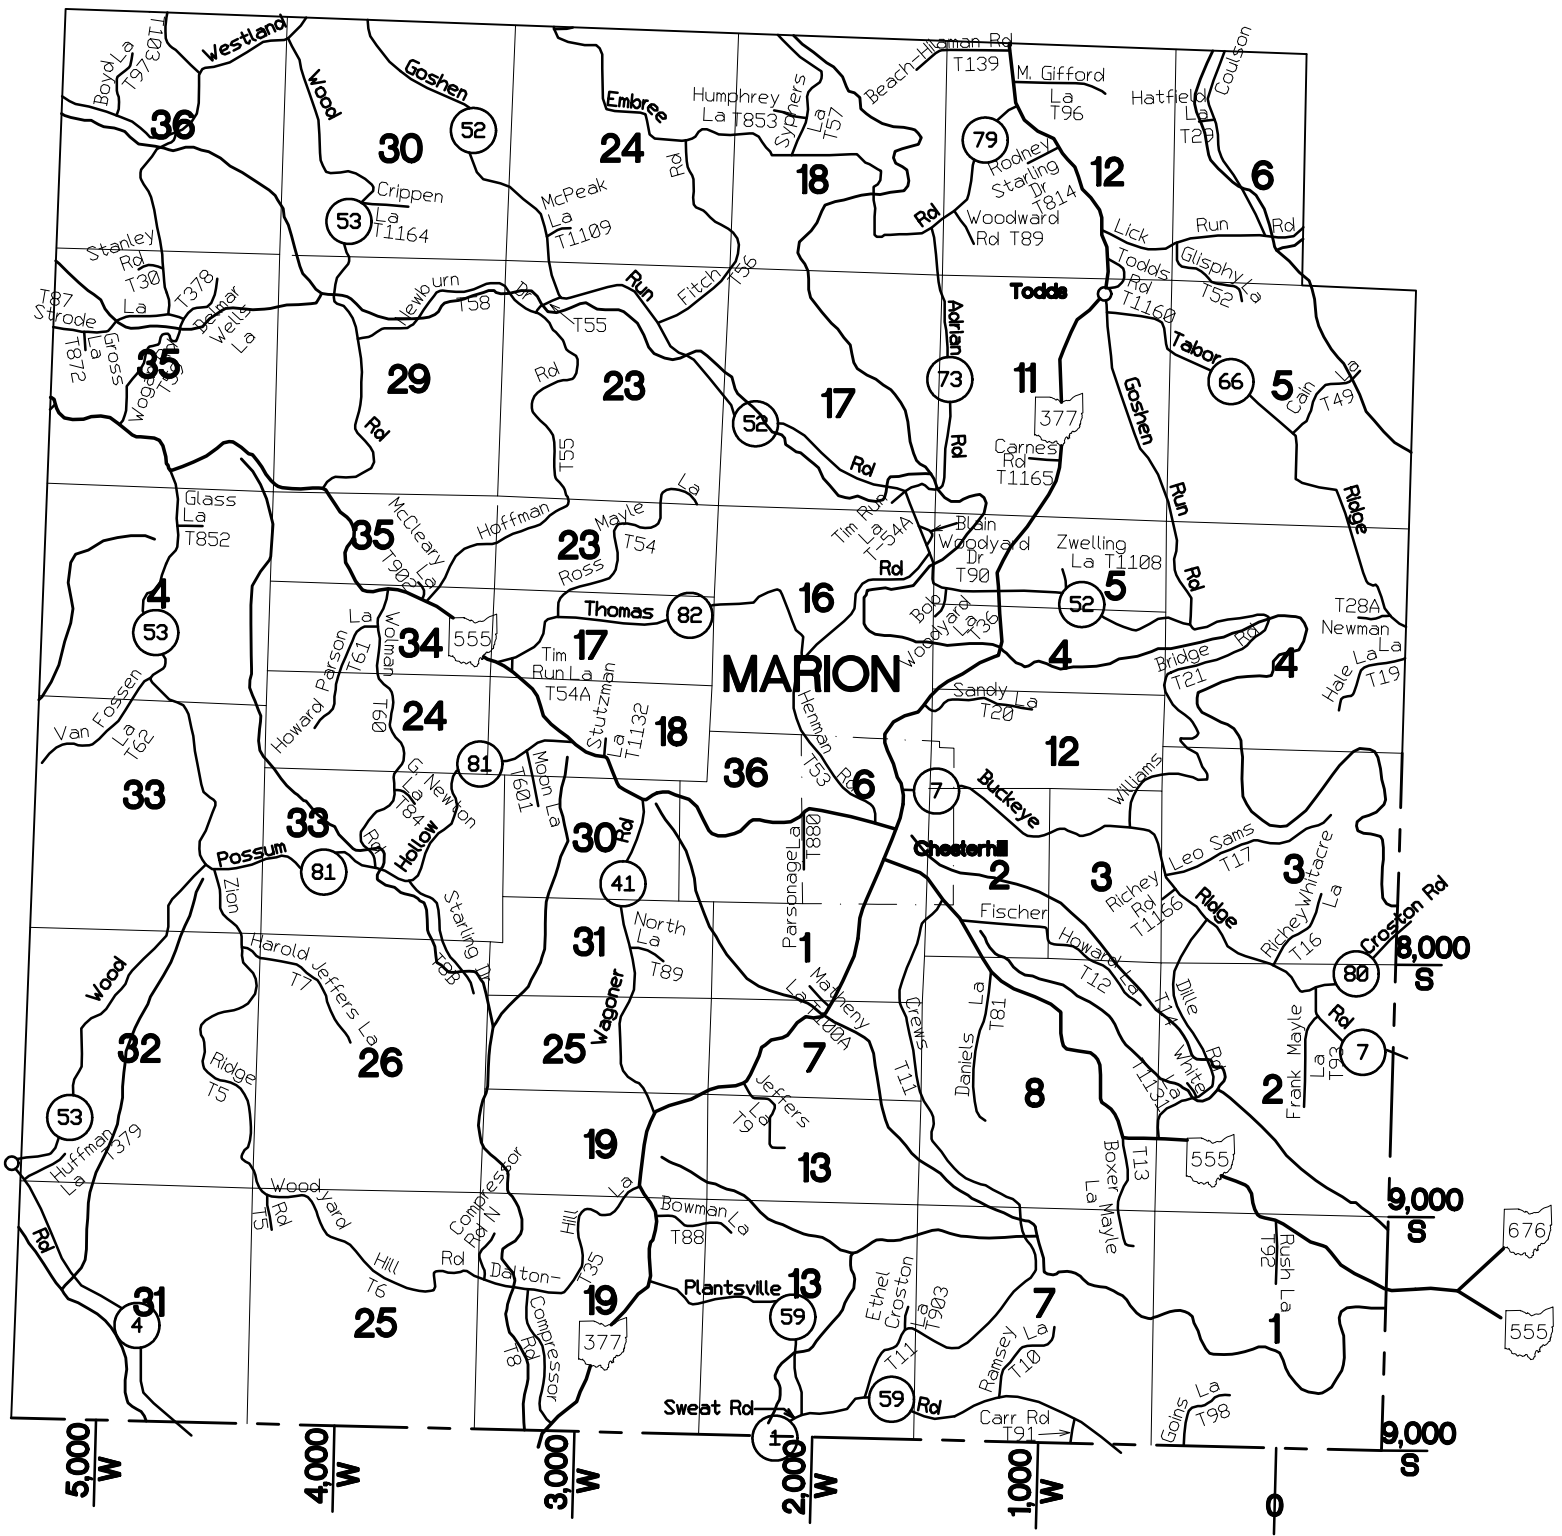 T103
Westland
Boyd La
T97
36
Wood
Goshen
52
30
Embree
24
Rd
Humphrey
La T853
Syphers
La
T57
18
Beach-Hilaman Rd
T139
M. Gifford
La
T96
Hatfield
La
T29
Coulson
79
Rodney
Starling
Dr
T814
12
6
Rd
Woodward
Rd T89
Lick Run Rd
Crippen
La
T1164
53
McPeak
La
T1109
Stanley
Rd
T30
T87
Strode La
T378
Delmar
Wells
La
Gross
La
T872
35
Newburn Dr
T58
T55
Run
Fitch
T56
Todds
Todds
Rd
T1160
Glisphy La
T52
Adrian
73
Rd
11
377
Tabor
66
5
Cain La
T49
Goshen
Run
Rd
Ridge
29
Rd
Rd
T55
23
52
17
Rd
Carnes
Rd
T1165
Glass
La
T852
McCleary
La
T902
35
Hoffman
23
Mayle La
T54
Ross
Tim Run
La
T-54A
Blain
Woodyard
Dr
T90
Zwelling
La T1108
5
52
Rd
16
4
53
34
555
Thomas
82
17
Tim
Run La
T54A
MARION
Bob
Woodyard
La
T36
4
Bridge Rd
T21
4
T28A
Newman
La
Hale La
T19
Howard Parson La
T61
Wolman
T60
24
Stutzman
La
T1132
18
Henman Rd
T53
Sandy La
T20
Van Fossen
La
T62
33
33
81
Moon La
T601
G. Newton
La
T84
Rd
Hollow
36
6
7
Buckeye
12
Williams
Possum
81
30
Rd
41
Parsonage La
T880
Chesterhill
2
3
Leo Sams
T17
3
Zion
Starling Dr
T8B
Fischer
Howard La
T12
Richey
Rd
T1166
Ridge
Richey Whitacre
La
T16
Croston Rd
8,000
S
80
Harold Jeffers La
T7
Wood
31
North
La
T89
Wagoner
1
Matheny
La T100A
Crews
T11
Daniels La
T81
T14
Dille
Rd
White
La
T1131
Rd
7
Frank Mayle
La
T93
32
26
25
7
8
2
Ridge
T5
53
Huffman
La
T379
Jeffers
La
T9
19
13
Boxer
La Mayle
T13
555
9,000
S
Rd
Woodyard
T5
Rd
Compressor
Rd N
Hill La
Bowman La
T88
T92
Rush La
676
Hill Rd
T6
Dalton-
T35
Plantsville
13
59
Ethel
Croston
La
T903
7
1
555
31
4
25
Compressor
Rd
T8
19
377
T11
Ramsey La
T10
Sweat Rd
59
Rd
Carr Rd
T91
Goins La
T98
9,000
S
1
5,000
W
4,000
W
3,000
W
2,000
W
1,000
W
0